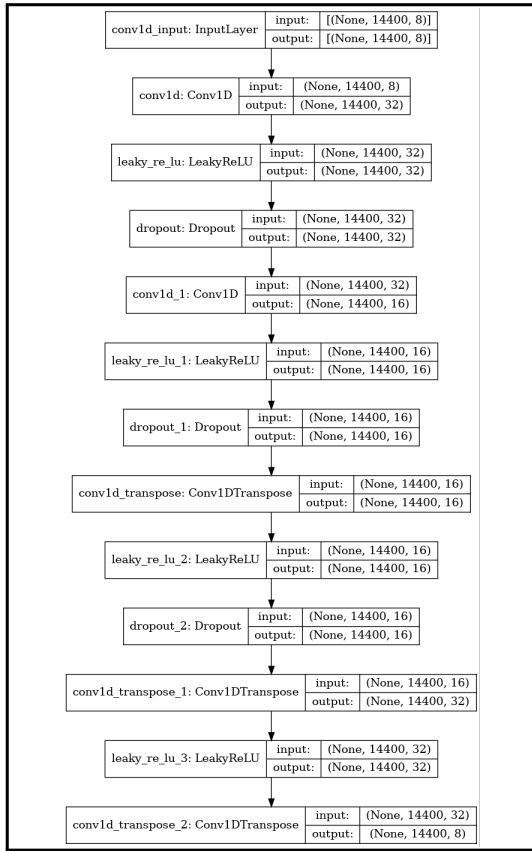 conv1d_input: InputLayer input: [(None, 14400, 8)]
output: [(None, 14400, 8)]
conv1d: Conv1D input: (None, 14400, 8)
output: (None, 14400, 32)
leaky_re_lu: LeakyReLU input: (None, 14400, 32)
output: (None, 14400, 32)
dropout: Dropout input: (None, 14400, 32)
output: (None, 14400, 32)
conv1d_1: Conv1D input: (None, 14400, 32)
output: (None, 14400, 16)
leaky_re_lu_1: LeakyReLU input: (None, 14400, 16)
output: (None, 14400, 16)
dropout_1: Dropout input: (None, 14400, 16)
output: (None, 14400, 16)
conv1d_transpose: Conv1DTranspose input: (None, 14400, 16)
output: (None, 14400, 16)
leaky_re_lu_2: LeakyReLU input: (None, 14400, 16)
output: (None, 14400, 16)
dropout_2: Dropout input: (None, 14400, 16)
output: (None, 14400, 16)
conv1d_transpose_1: Conv1DTranspose input: (None, 14400, 16)
output: (None, 14400, 32)
leaky_re_lu_3: LeakyReLU input: (None, 14400, 32)
output: (None, 14400, 32)
conv1d_transpose_2: Conv1DTranspose input: (None, 14400, 32)
output: (None, 14400, 8)